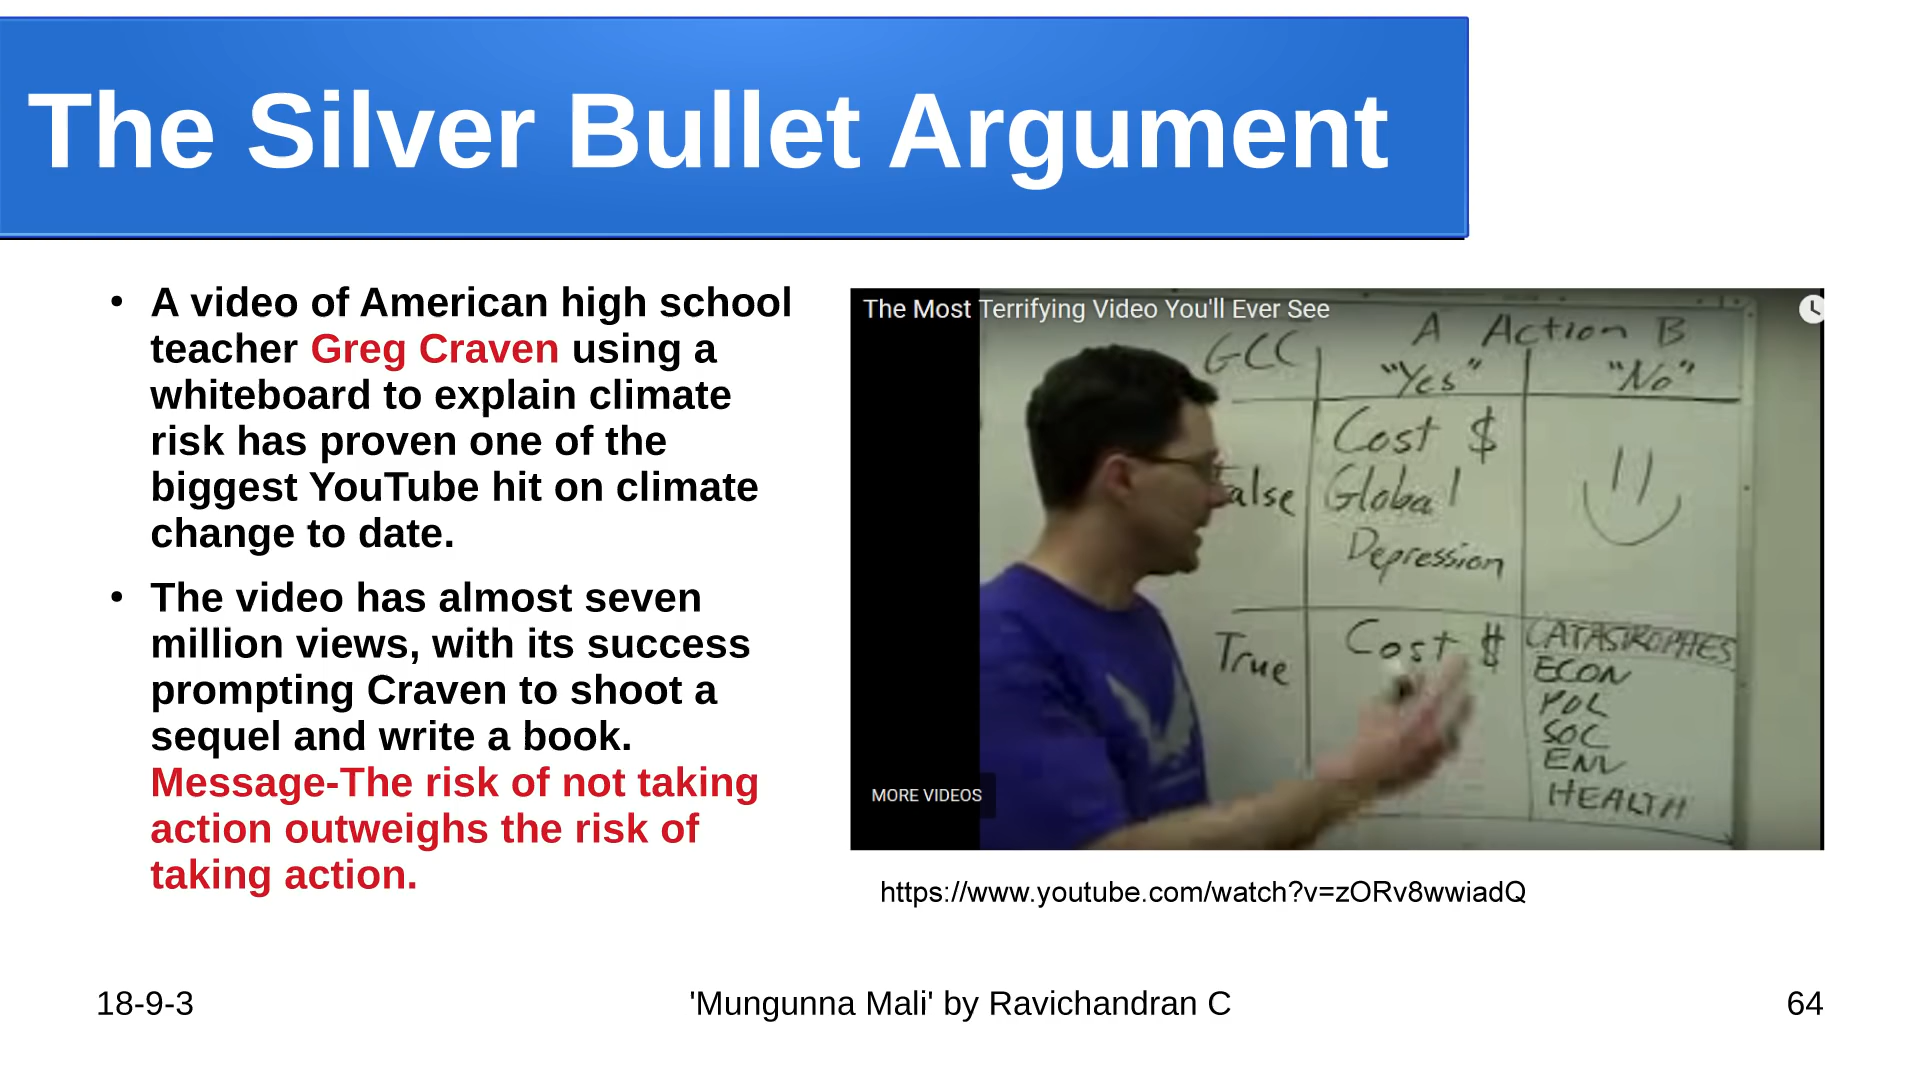 The Silver Bullet Argument
• A video of American high school
teacher Greg Craven using a
whiteboard to explain climate
risk has proven one of the
biggest YouTube hit on climate
change to date.
• The video has almost seven
million views, with its success
prompting Craven to shoot a
sequel and write a book.
Message-The risk of not taking
action outweighs the risk of
taking action.
The Most Terrifying Video You'll Ever See
GCC
A Action B
"Yes" "No"
False
Cost $
Global
Depression
True
Cost $
CATASTROPHES
ECON
POL
SOC
ENV
HEALTH
MORE VIDEOS
https://www.youtube.com/watch?v=zORv8wwiadQ
18-9-3
'Mungunna Mali' by Ravichandran C
64